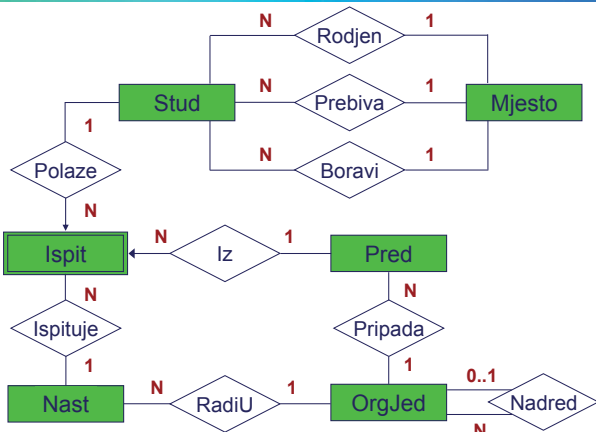 N Rodjen 1
Stud N Prebiva 1 Mjesto
1 N Boravi 1
Polaze
N
Ispit N Iz 1 Pred
N N
Ispituje Pripada
1 1 0..1
Nast N RadiU 1 OrgJed Nadred
N